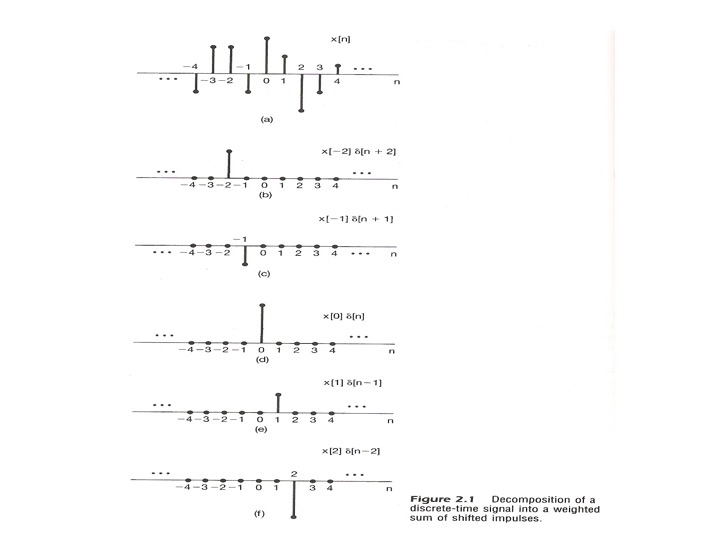 x[n]
−4 −1 2 3 •••
••• −3 −2 0 1 4 n
(a)
x[−2] δ[n + 2]
••• •••
−4 −3 −2 −1 0 1 2 3 4 n
(b)
x[−1] δ[n + 1]
−1
••• −4 −3 −2 0 1 2 3 4 ••• n
(c)
x[0] δ[n]
••• •••
−4 −3 −2 −1 0 1 2 3 4 n
(d)
x[1] δ[n−1]
••• •••
−4 −3 −2 −1 0 1 2 3 4 n
(e)
x[2] δ[n−2]
••• 2 •••
−4 −3 −2 −1 0 1 3 4 n
(f)
Figure 2.1 Decomposition of a
discrete-time signal into a weighted
sum of shifted impulses.